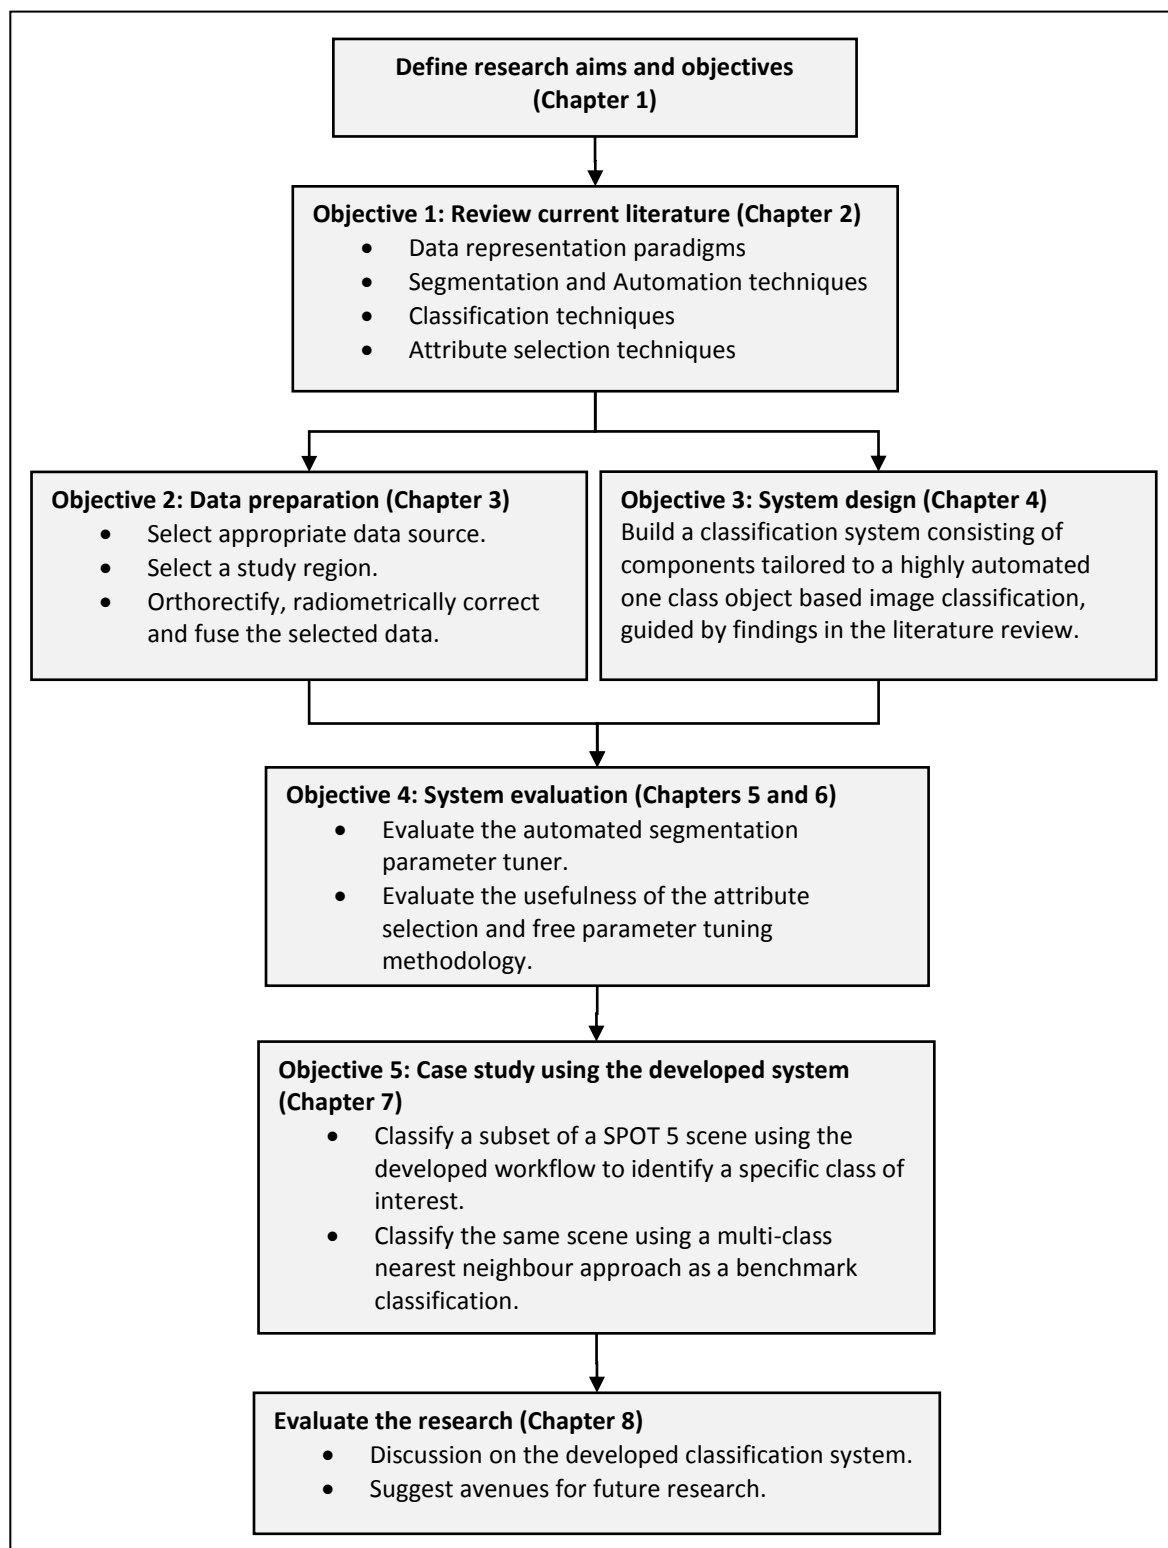 Define research aims and objectives
(Chapter 1)
Objective 1: Review current literature (Chapter 2)
• Data representation paradigms
• Segmentation and Automation techniques
• Classification techniques
• Attribute selection techniques
Objective 2: Data preparation (Chapter 3)
• Select appropriate data source.
• Select a study region.
• Orthorectify, radiometrically correct
and fuse the selected data.
Objective 3: System design (Chapter 4)
Build a classification system consisting of
components tailored to a highly automated
one class object based image classification,
guided by findings in the literature review.
Objective 4: System evaluation (Chapters 5 and 6)
• Evaluate the automated segmentation
parameter tuner.
• Evaluate the usefulness of the attribute
selection and free parameter tuning
methodology.
Objective 5: Case study using the developed system
(Chapter 7)
• Classify a subset of a SPOT 5 scene using the
developed workflow to identify a specific class of
interest.
• Classify the same scene using a multi-class
nearest neighbour approach as a benchmark
classification.
Evaluate the research (Chapter 8)
• Discussion on the developed classification system.
• Suggest avenues for future research.